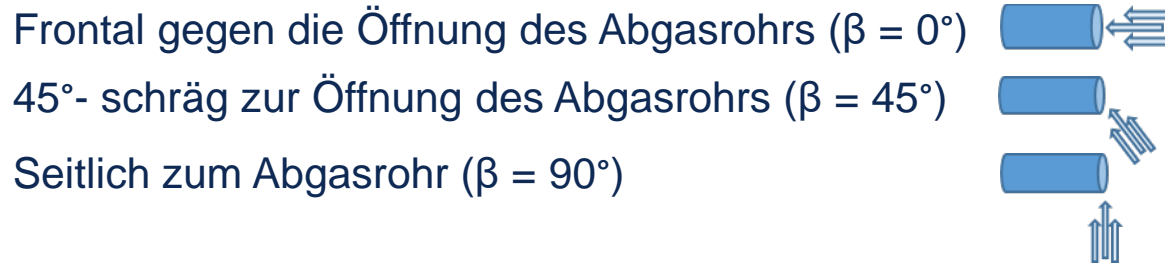 Frontal gegen die Öffnung des Abgasrohrs (β = 0°)
45°- schräg zur Öffnung des Abgasrohrs (β = 45°)
Seitlich zum Abgasrohr (β = 90°)